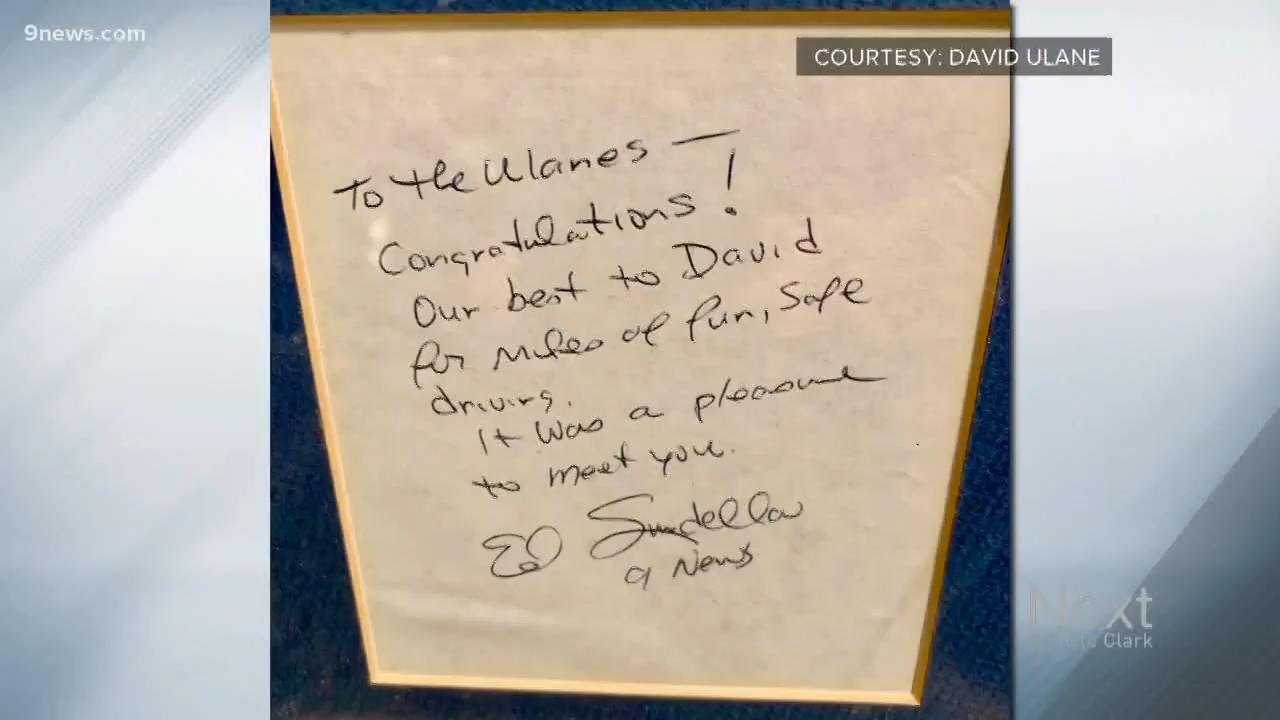 9news.com
COURTESY: DAVID ULANE
To the Ulanes —
Congratulations!
Our best to David
for miles of fun, safe
driving.
It was a pleasure
to meet you.
Ed
9 News
Next
Clark